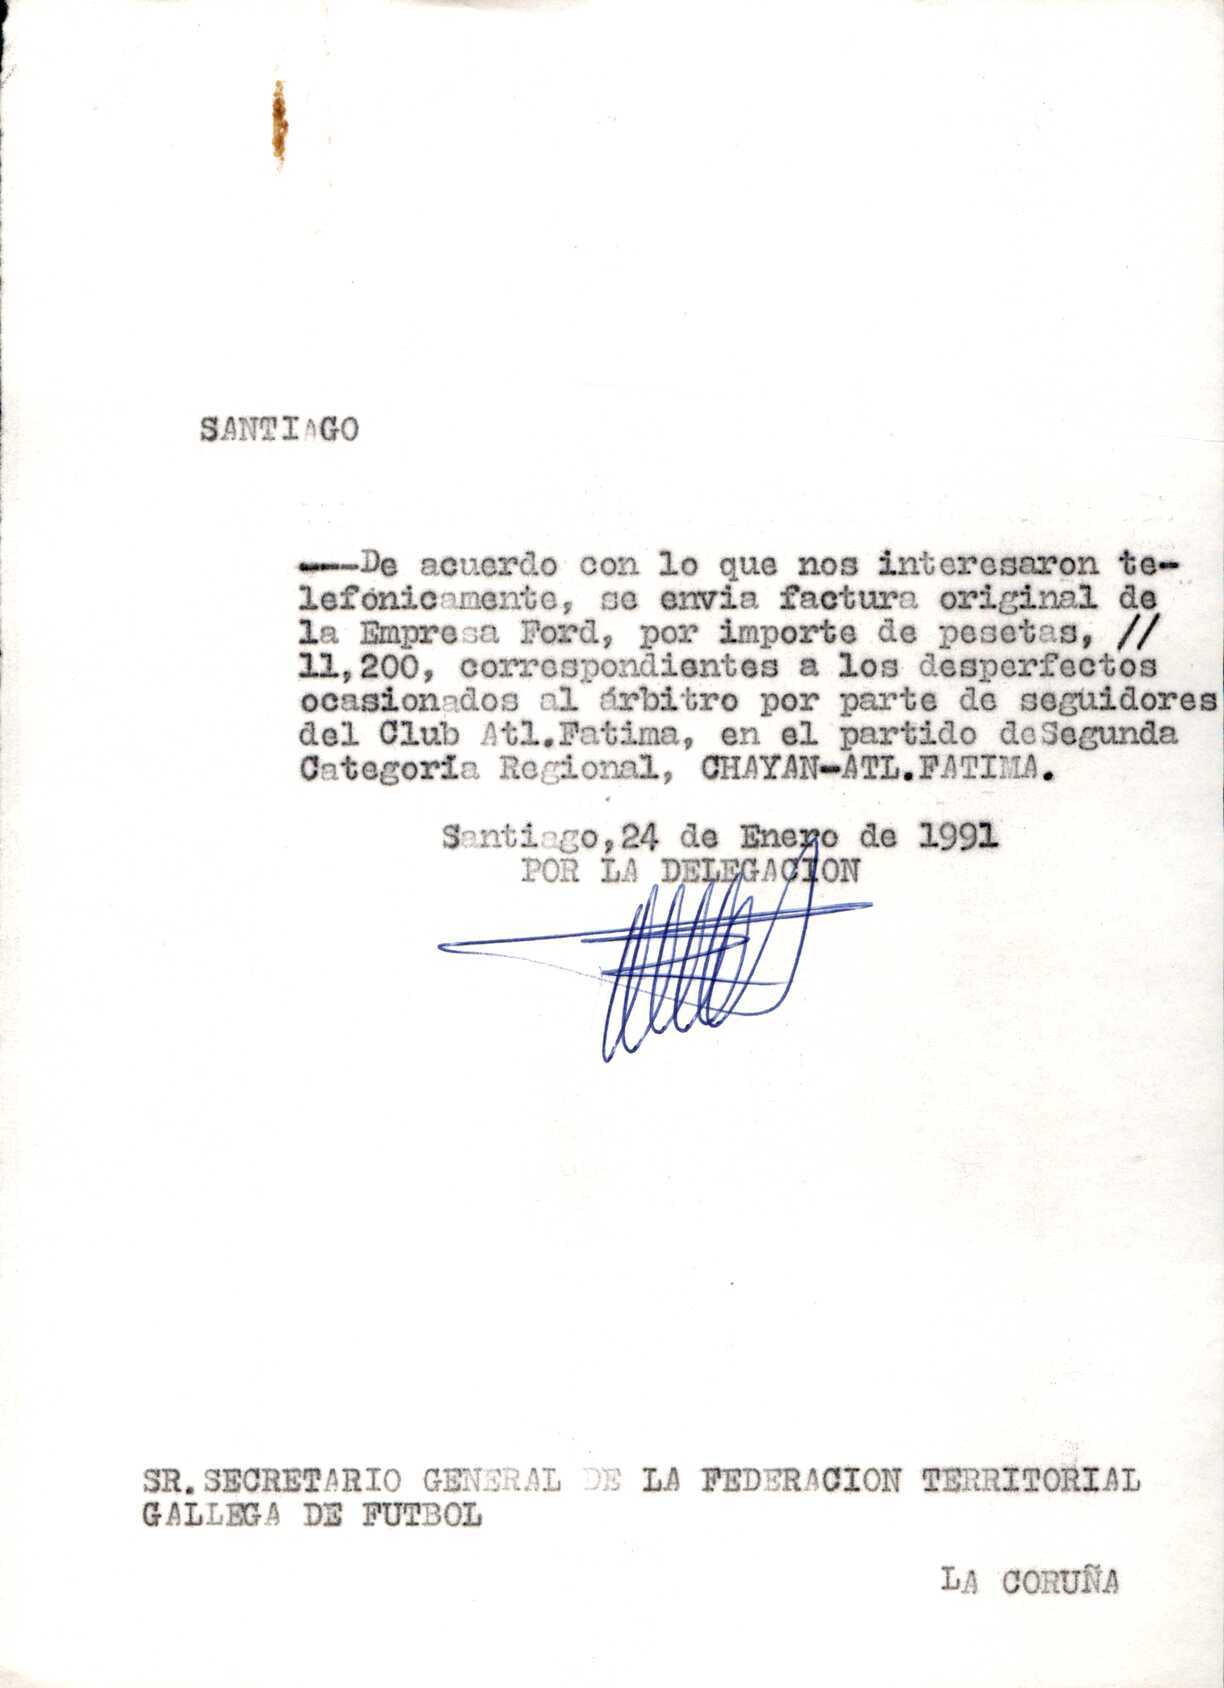 SANTIAGO
----De acuerdo con lo que nos interesaron te-
lefónicamente, se envia factura original de
la Empresa Ford, por importe de pesetas, //
11,200, correspondientes a los desperfectos
ocasionados al árbitro por parte de seguidores
del Club Atl.Fatima, en el partido deSegunda
Categoría Regional, CHAYAN-ATL.FATIMA.
Santiago,24 de Enero de 1991
POR LA DELEGACION
SR.SECRETARIO GENERAL DE LA FEDERACION TERRITORIAL
GALLEGA DE FUTBOL
LA CORUÑA